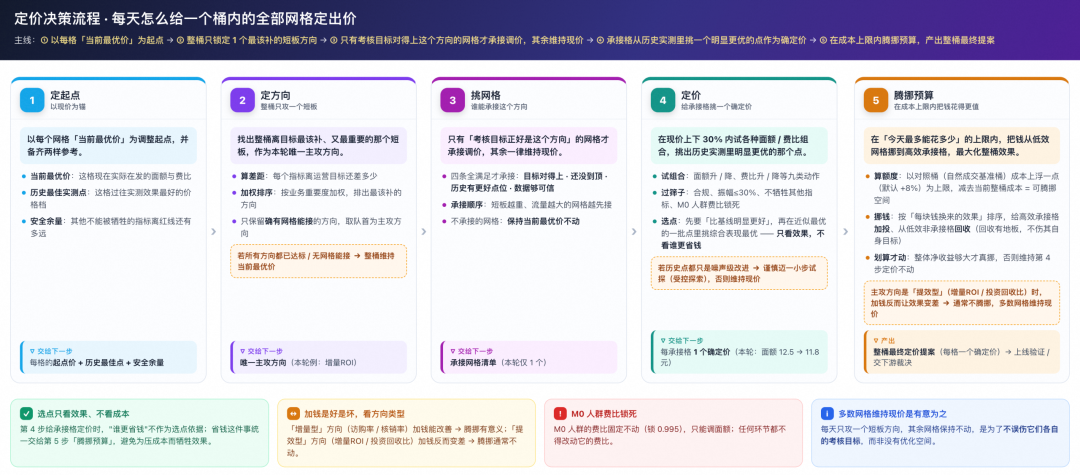 定价决策流程 · 每天怎么给一个桶内的全部网格定出价
主线：① 以每格「当前最优价」为起点 → ② 整桶只锁定 1 个最该补的短板方向 → ③ 只有考核目标对得上这个方向的网格才承接调价，其余维持现价 → ④ 承接格从历史实测里挑一个明显更优的点作为确定价 → ⑤ 在成本上限内腾挪预算，产出整桶最终提案
1
定起点
以现价为锚
以每个网格「当前最优价」为调整起点，并
备齐两样参考。
当前最优价：这格现在实际在发的面额与费比
历史最佳实测点：这格过往实测效果最好的价
格档
安全余量：其他不能被牺牲的指标离红线还有
多远
▽ 交给下一步
每格的起点价 + 历史最佳点 + 安全余量
›
2
定方向
整桶只攻一个短板
找出整桶离目标最该补、又最重要的那个短
板，作为本轮唯一主攻方向。
算差距：每个指标离运营目标还差多少
加权排序：按业务重要度加权，排出最该补的
方向
只保留确有网格能接的方向，取队首为主攻方
向
若所有方向都已达标 / 无网格能接 → 整桶维持
当前最优价
▽ 交给下一步
唯一主攻方向（本轮例：增量ROI）
›
3
挑网格
谁能承接这个方向
只有「考核目标正好是这个方向」的网格才
承接调价，其余一律维持现价。
四条全满足才承接：目标对得上 · 还没到顶 ·
历史有更好点位 · 数据够可信
承接顺序：短板越重、流量越大的网格越先接
不承接的网格：保持当前最优价不动
▽ 交给下一步
承接网格清单（本轮仅 1 个）
›
4
定价
给承接格挑一个确定价
在现价上下 30% 内试各种面额 / 费比组
合，挑出历史实测里明显更优的那个点。
试组合：面额升 / 降、费比升 / 降等九类动作
过筛子：合规、振幅≤30%、不牺牲其他指
标、M0 人群费比锁死
选点：先要「比基线明显更好」，再在近似最优
的一批点里挑综合表现最优 —— 只看效果，不
看谁更省钱
若历史点都只是噪声级改进 → 谨慎迈一小步试
探（受控探索），否则维持现价
▽ 交给下一步
每承接格 1 个确定价（本轮：面额 12.5 → 11.8
元）
›
5
腾挪预算
在成本上限内把钱花得更值
在「今天最多能花多少」的上限内，把钱从低效
网格挪到高效承接格，最大化整桶效果。
算额度：以对照桶（自然成交基准桶）成本上浮一点
（默认 +8%）为上限，减去当前整桶成本 = 可腾挪
空间
挪钱：按「每块钱换来的效果」排序，给高效承接格
加投、从低效非承接格回收（回收有地板，不伤其自
身目标）
划算才动：整体净收益够大才真挪，否则维持第 4
步定价不动
主攻方向是「提效型」（增量ROI / 投资回收比）时，
加钱反而让效果变差 → 通常不腾挪，多数网格维持现
价
▽ 产出
整桶最终定价提案（每格一个确定价）→ 上线验证 /
交下游裁决
选点只看效果、不看成本
第 4 步给承接格定价时，"谁更省钱"不作为选点依据；省钱这件事统
一交给第 5 步「腾挪预算」，避免为压成本而牺牲效果。
加钱是好是坏，看方向类型
「增量型」方向（访购率 / 核销率）加钱能改善 → 腾挪有意义；「提
效型」方向（增量ROI / 投资回收比）加钱反而变差 → 腾挪通常不
动。
M0 人群费比锁死
M0 人群的费比固定不动（锁 0.995），只能调面额；任何环节都不
得改动它的费比。
多数网格维持现价是有意为之
每天只攻一个短板方向，其余网格保持不动，是为了不误伤它们各自
的考核目标，而非没有优化空间。